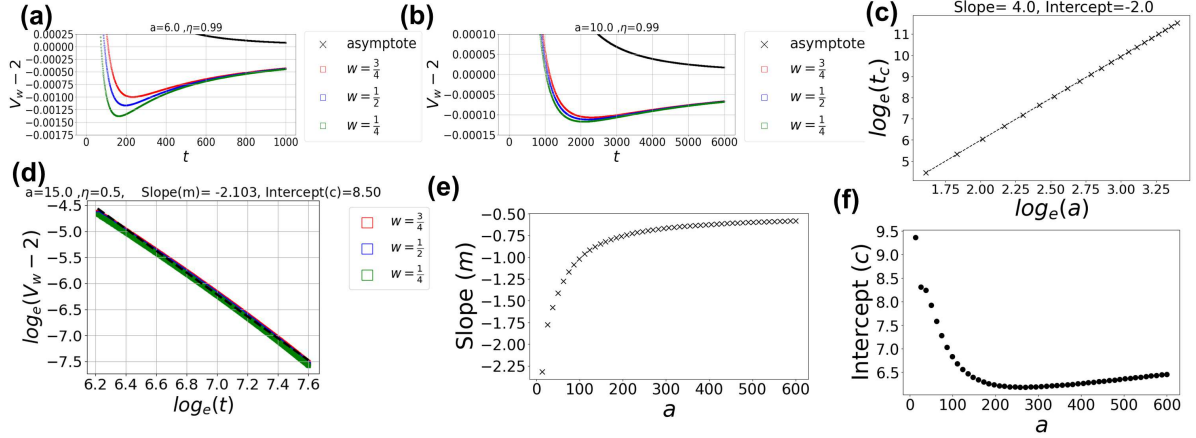 (a)
a=6.0 ,η=0.99
0.00025
0.00000
−0.00025
−0.00050
−0.00075
−0.00100
−0.00125
−0.00150
−0.00175
V_w − 2
0 200 400 600 800 1000
t
× asymptote
w = 3/4
w = 1/2
w = 1/4
(b)
a=10.0 ,η=0.99
0.00010
0.00005
0.00000
−0.00005
−0.00010
−0.00015
V_w − 2
0 1000 2000 3000 4000 5000 6000
t
× asymptote
w = 3/4
w = 1/2
w = 1/4
(c)
Slope= 4.0, Intercept=-2.0
11
10
9
8
7
6
5
log_e(t_c)
1.75 2.00 2.25 2.50 2.75 3.00 3.25
log_e(a)
(d)
a=15.0 ,η=0.5, Slope(m)= -2.103, Intercept(c)=8.50
−4.5
−5.0
−5.5
−6.0
−6.5
−7.0
−7.5
log_e(V_w − 2)
6.2 6.4 6.6 6.8 7.0 7.2 7.4 7.6
log_e(t)
w = 3/4
w = 1/2
w = 1/4
(e)
−0.50
−0.75
−1.00
−1.25
−1.50
−1.75
−2.00
−2.25
Slope (m)
0 100 200 300 400 500 600
a
(f)
9.5
9.0
8.5
8.0
7.5
7.0
6.5
Intercept (c)
0 100 200 300 400 500 600
a